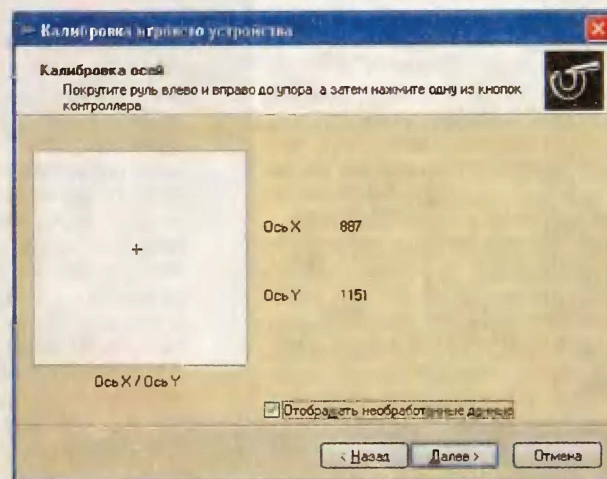 Калибровка игрового устройства
Калибровка осей
Покрутите руль влево и вправо до упора а затем нажмите одну из кнопок
контроллера
Ось X 887
Ось Y 1151
Ось X / Ось Y
Отображать необработанные данные
< Назад
Далее >
Отмена